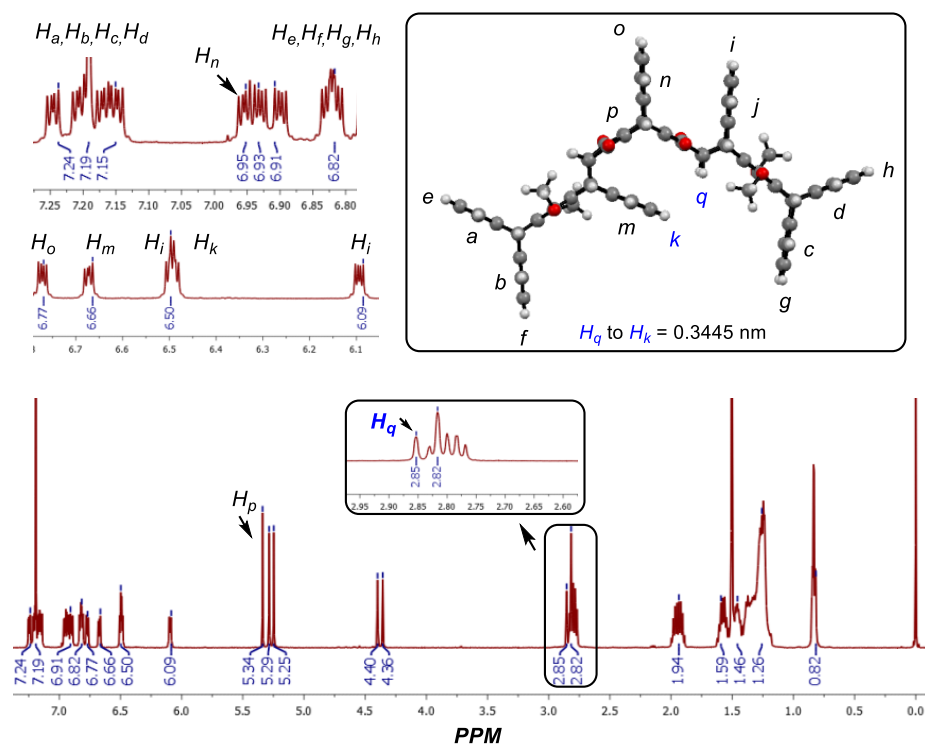 Ha,Hb,Hc,Hd
He,Hf,Hg,Hh
Hn
7.24 7.19 7.15 6.95 6.93 6.91 6.82
7.25 7.20 7.15 7.10 7.05 7.00 6.95 6.90 6.85 6.80
Ho Hm Hi Hk Hi
6.77 6.66 6.50 6.09
6.7 6.6 6.5 6.4 6.3 6.2 6.1
o i
n
j
p
e h
q
d
a m k c
b
g
f
Hq to Hk = 0.3445 nm
Hq
2.85 2.82
2.95 2.90 2.85 2.80 2.75 2.70 2.65 2.60
Hp
7.24 7.19 6.91 6.82 6.77 6.66 6.50 6.09 5.34 5.29 5.25 4.40 4.36 2.85 2.82 1.94 1.59 1.46 1.26 0.82
7.0 6.5 6.0 5.5 5.0 4.5 4.0 3.5 3.0 2.5 2.0 1.5 1.0 0.5 0.0
PPM